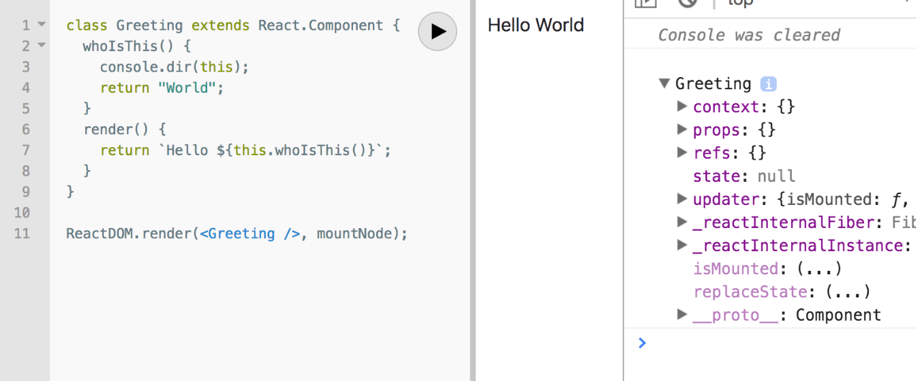 1 class Greeting extends React.Component {
2 whoIsThis() {
3 console.dir(this);
4 return "World";
5 }
6 render() {
7 return `Hello ${this.whoIsThis()}`;
8 }
9 }
10
11 ReactDOM.render(<Greeting />, mountNode);
Hello World
top
Console was cleared
Greeting i
context: {}
props: {}
refs: {}
state: null
updater: {isMounted: ƒ,
_reactInternalFiber: Fib
_reactInternalInstance:
isMounted: (...)
replaceState: (...)
__proto__: Component